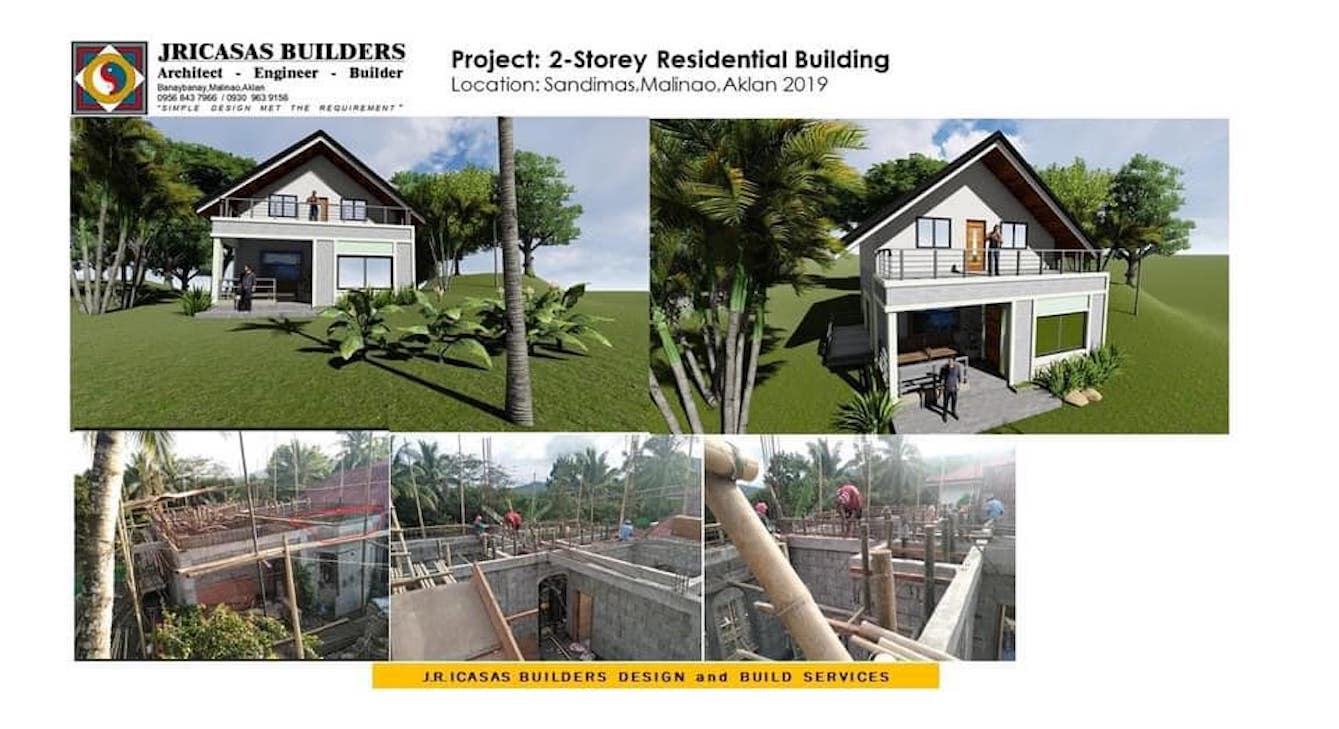 JRICASAS BUILDERS
Architect - Engineer - Builder
Banaybanay,Malinao,Aklan
0956 843 7966 / 0930 963 9156
"SIMPLE DESIGN MET THE REQUIREMENT"
Project: 2-Storey Residential Building
Location: Sandimas,Malinao,Aklan 2019
J.R. ICASAS BUILDERS DESIGN and BUILD SERVICES